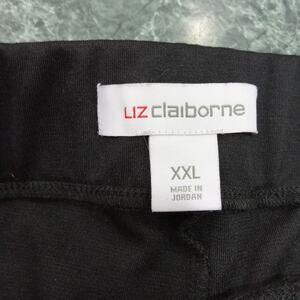 LIZ claiborne
XXL
MADE IN
JORDAN